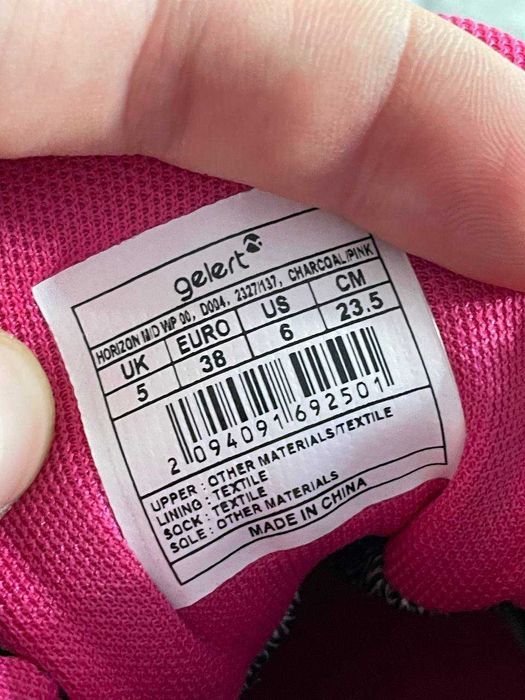 gelert
HORIZON MID WP 00, D004, 2327/137, CHARCOAL/PINK
UK EURO US CM
5 38 6 23.5
2 094091 692501
UPPER : OTHER MATERIALS/TEXTILE
LINING : TEXTILE
SOCK : TEXTILE
SOLE : OTHER MATERIALS
MADE IN CHINA